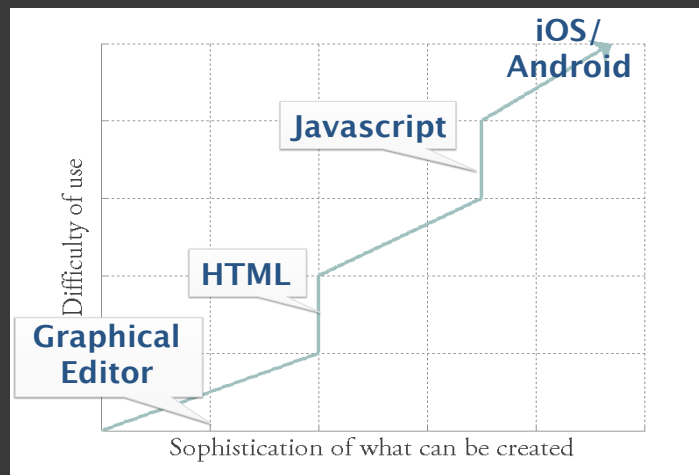 iOS/
Android
Javascript
HTML
Graphical
Editor
Difficulty of use
Sophistication of what can be created